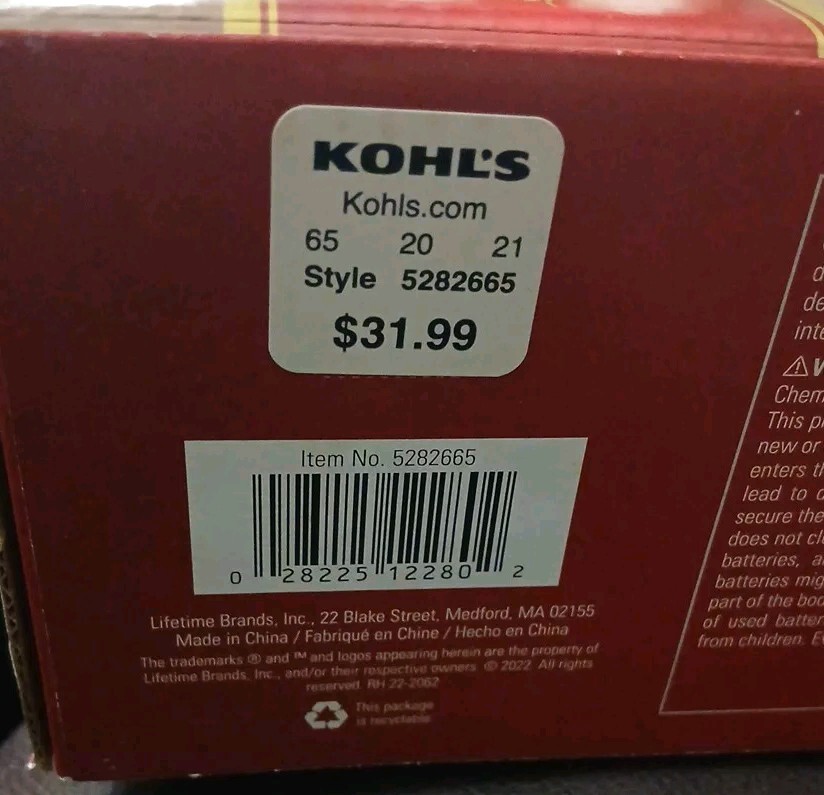 KOHL'S
Kohls.com
65 20 21
Style 5282665
$31.99
Item No. 5282665
0 28225 12280 2
Lifetime Brands, Inc., 22 Blake Street, Medford, MA 02155
Made in China / Fabriqué en Chine / Hecho en China
The trademarks ® and ™ and logos appearing herein are the property of
Lifetime Brands, Inc., and/or their respective owners © 2022 All rights
reserved. RH 22-2062
This package
is recyclable
de
inte
⚠
Chem
This p
new or
enters th
lead to
secure the
does not cl
batteries, a
batteries mig
part of the bod
of used batter
from children. E